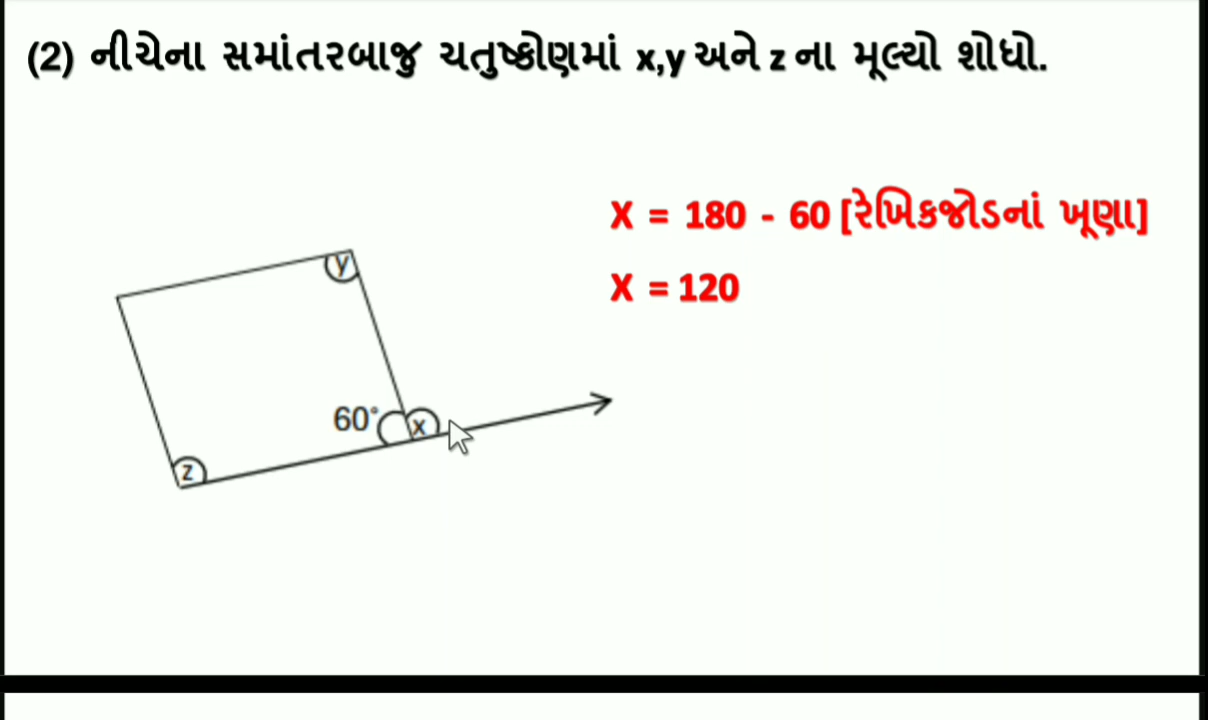 (2) નીચેના સમાંતરબાજુ ચતુષ્કોણમાં x,y અને z ના મૂલ્યો શોધો.
X = 180 - 60 [રેખિકજોડનાં ખૂણા]
X = 120
y
60°
x
z